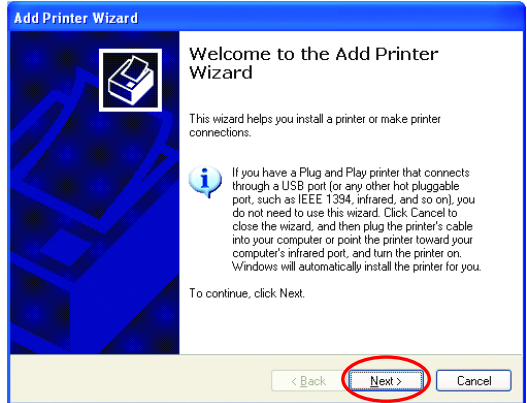 Add Printer Wizard
Welcome to the Add Printer
Wizard
This wizard helps you install a printer or make printer
connections.
If you have a Plug and Play printer that connects
through a USB port (or any other hot pluggable
port, such as IEEE 1394, infrared, and so on), you
do not need to use this wizard. Click Cancel to
close the wizard, and then plug the printer's cable
into your computer or point the printer toward your
computer's infrared port, and turn the printer on.
Windows will automatically install the printer for you.
To continue, click Next.
< Back
Next >
Cancel